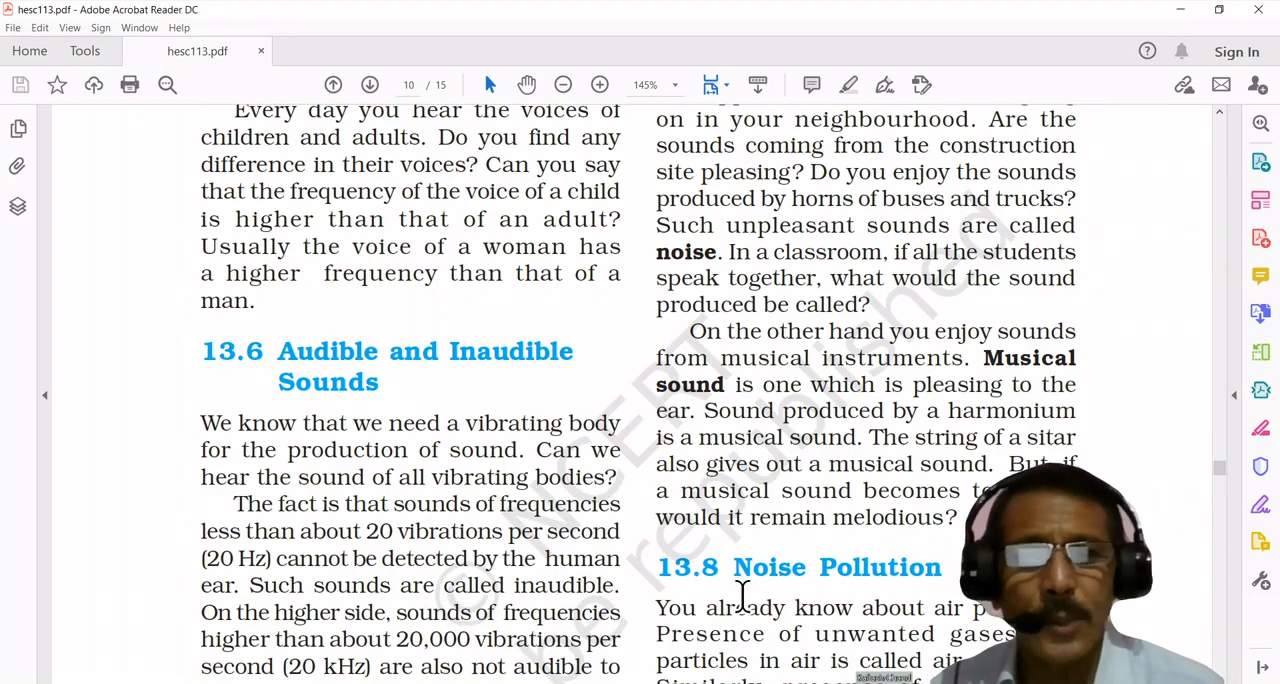 hesc113.pdf - Adobe Acrobat Reader DC
File Edit View Sign Window Help
Home Tools hesc113.pdf × Sign In
10 / 15 145%
Every day you hear the voices of
children and adults. Do you find any
difference in their voices? Can you say
that the frequency of the voice of a child
is higher than that of an adult?
Usually the voice of a woman has
a higher frequency than that of a
man.
13.6 Audible and Inaudible
Sounds
We know that we need a vibrating body
for the production of sound. Can we
hear the sound of all vibrating bodies?
The fact is that sounds of frequencies
less than about 20 vibrations per second
(20 Hz) cannot be detected by the human
ear. Such sounds are called inaudible.
On the higher side, sounds of frequencies
higher than about 20,000 vibrations per
second (20 kHz) are also not audible to
on in your neighbourhood. Are the
sounds coming from the construction
site pleasing? Do you enjoy the sounds
produced by horns of buses and trucks?
Such unpleasant sounds are called
noise. In a classroom, if all the students
speak together, what would the sound
produced be called?
On the other hand you enjoy sounds
from musical instruments. Musical
sound is one which is pleasing to the
ear. Sound produced by a harmonium
is a musical sound. The string of a sitar
also gives out a musical sound. But, if
a musical sound becomes
would it remain melodious?
13.8 Noise Pollution
You already know about air
Presence of unwanted gases
particles in air is called air
© NCERT
be republished